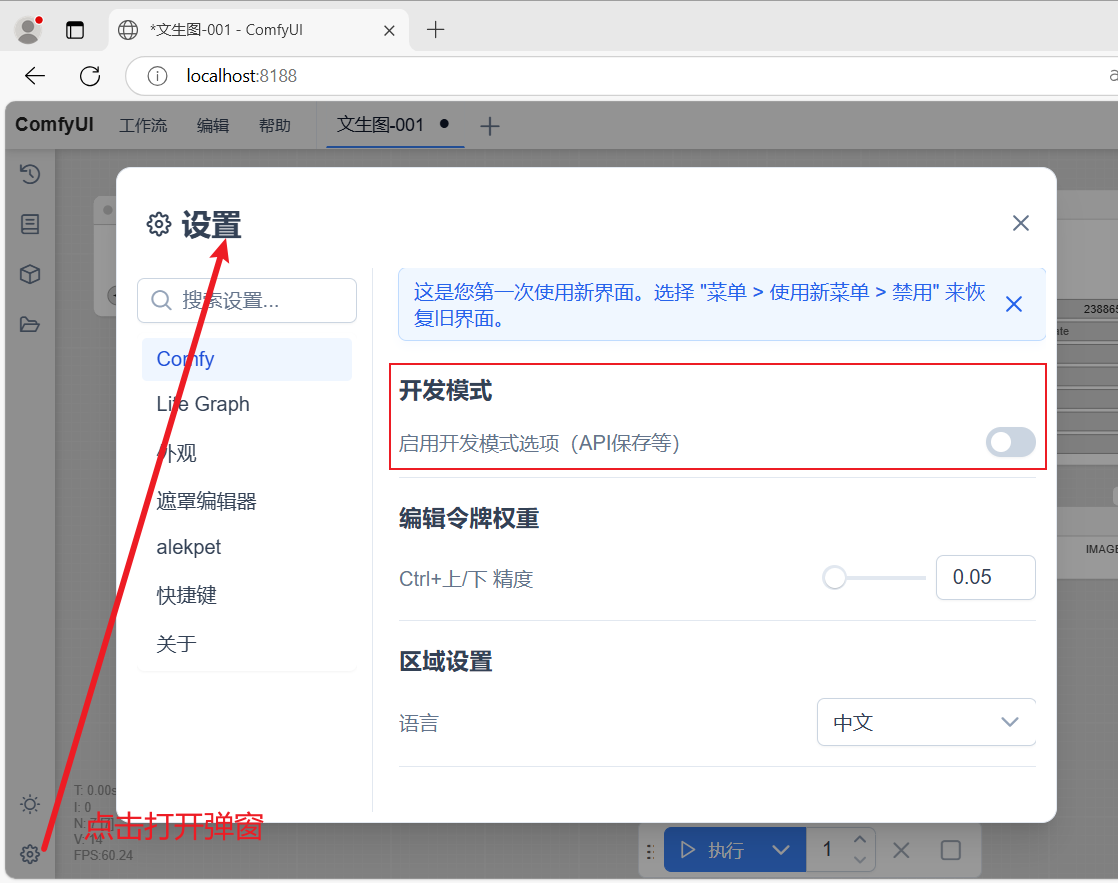 *文生图-001 - ComfyUI
localhost:8188
ComfyUI 工作流 编辑 帮助 文生图-001
设置
搜索设置...
Comfy
Lite Graph
外观
遮罩编辑器
alekpet
快捷键
关于
这是您第一次使用新界面。选择 "菜单 > 使用新菜单 > 禁用" 来恢
复旧界面。
开发模式
启用开发模式选项（API保存等）
编辑令牌权重
Ctrl+上/下 精度
0.05
区域设置
语言
中文
23886
IMAG
T: 0.00s
I: 0
V: 14
FPS:60.24
点击打开弹窗
执行
1